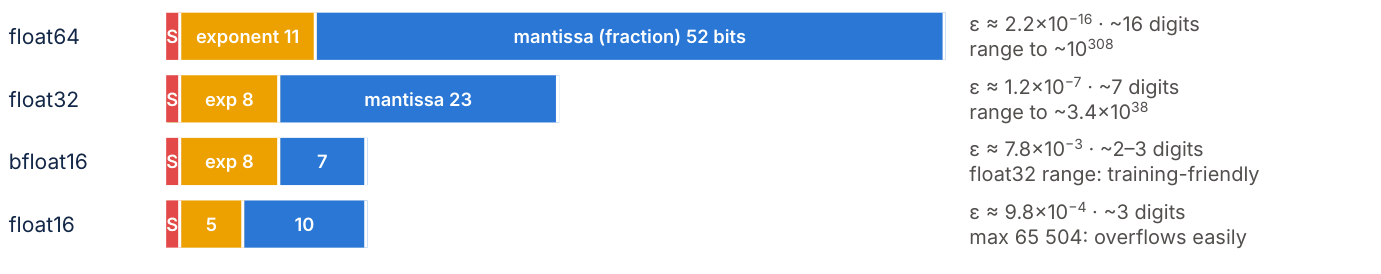 float64
S exponent 11 mantissa (fraction) 52 bits
ε ≈ 2.2×10⁻¹⁶ · ~16 digits
range to ~10³⁰⁸
float32
S exp 8 mantissa 23
ε ≈ 1.2×10⁻⁷ · ~7 digits
range to ~3.4×10³⁸
bfloat16
S exp 8 7
ε ≈ 7.8×10⁻³ · ~2–3 digits
float32 range: training-friendly
float16
S 5 10
ε ≈ 9.8×10⁻⁴ · ~3 digits
max 65 504: overflows easily